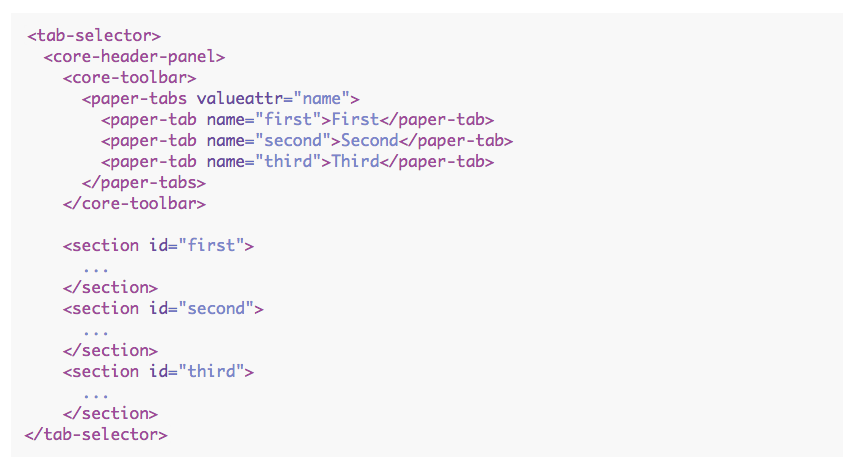 <tab-selector>
<core-header-panel>
<core-toolbar>
<paper-tabs valueattr="name">
<paper-tab name="first">First</paper-tab>
<paper-tab name="second">Second</paper-tab>
<paper-tab name="third">Third</paper-tab>
</paper-tabs>
</core-toolbar>
<section id="first">
...
</section>
<section id="second">
...
</section>
<section id="third">
...
</section>
</tab-selector>